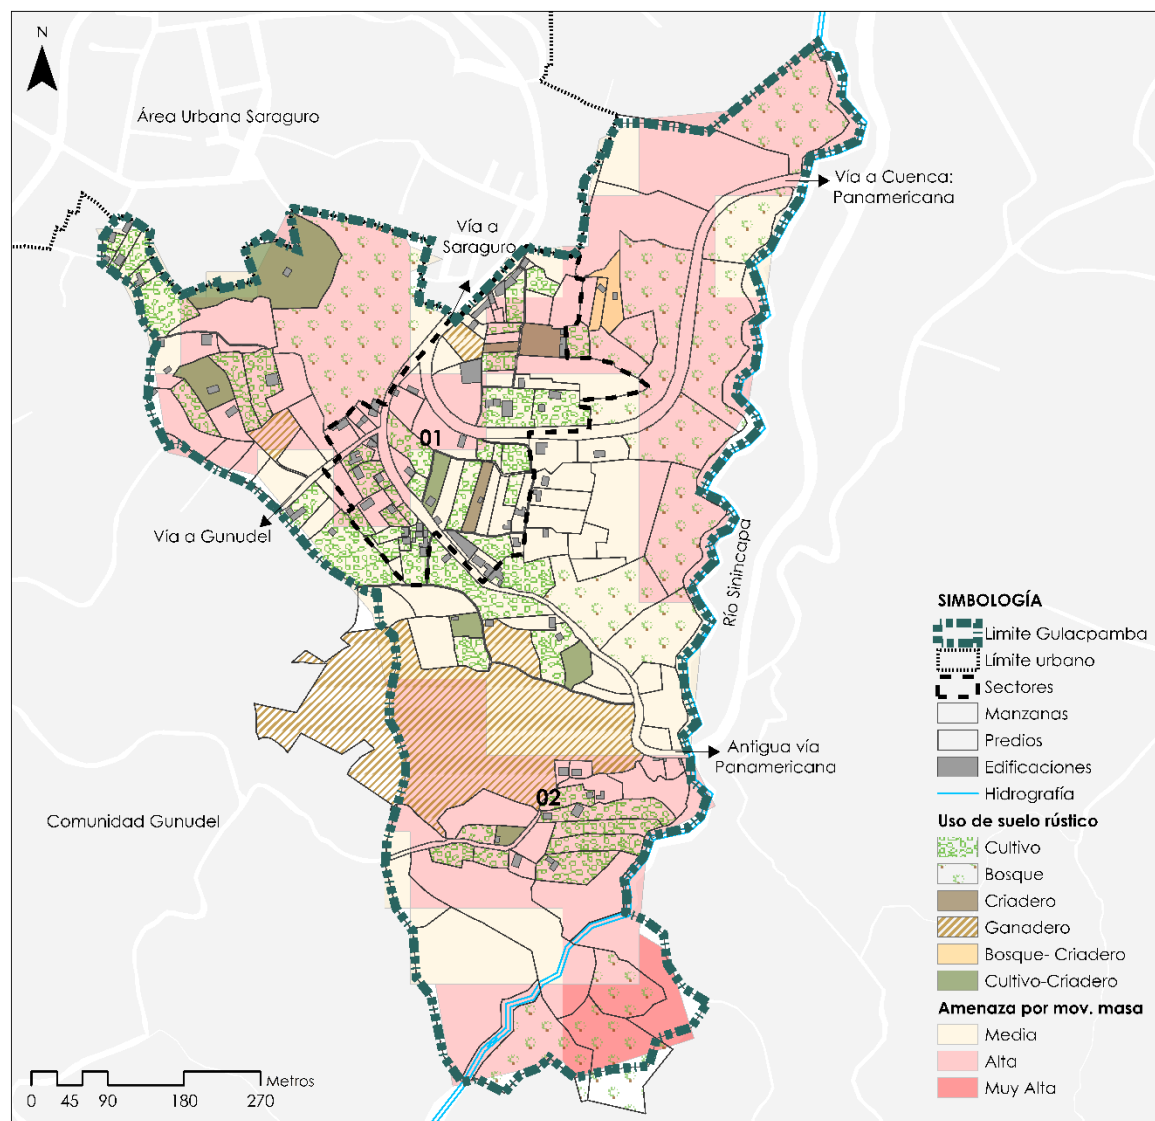 N
Área Urbana Saraguro
Vía a Cuenca:
Panamericana
Vía a
Saraguro
01
Vía a Gunudel
Río Sinincapa
Antigua vía
Panamericana
02
Comunidad Gunudel
SIMBOLOGÍA
Limite Gulacpamba
Límite urbano
Sectores
Manzanas
Predios
Edificaciones
Hidrografía
Uso de suelo rústico
Cultivo
Bosque
Criadero
Ganadero
Bosque- Criadero
Cultivo-Criadero
Amenaza por mov. masa
Media
Alta
Muy Alta
Metros
0 45 90 180 270